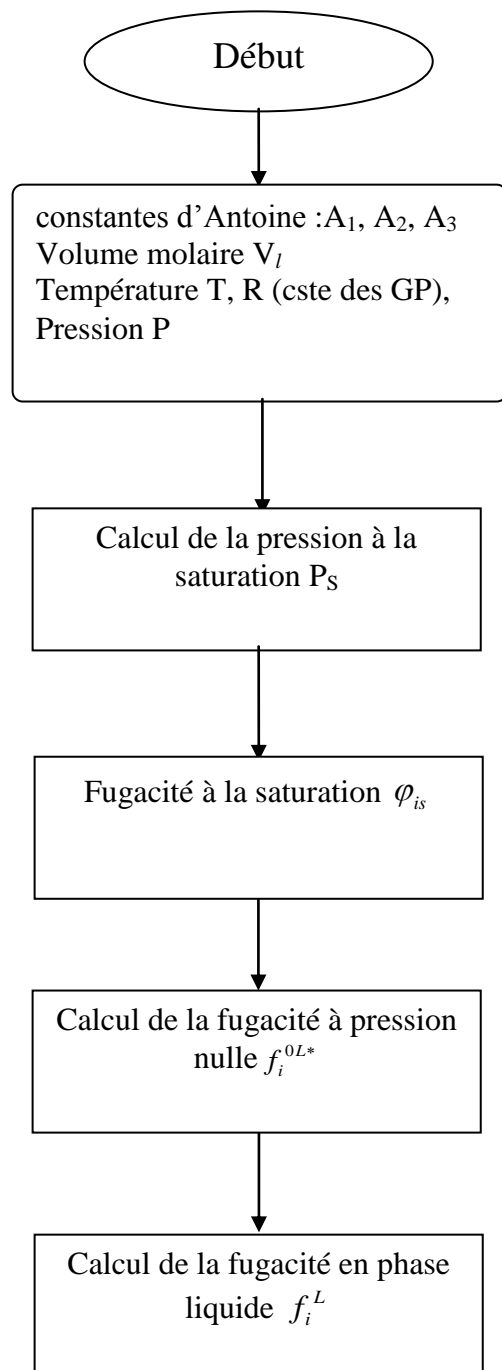 Début
constantes d’Antoine :A₁, A₂, A₃
Volume molaire Vₗ
Température T, R (cste des GP),
Pression P
Calcul de la pression à la
saturation P_S
Fugacité à la saturation φ_is
Calcul de la fugacité à pression
nulle f_i^{0L*}
Calcul de la fugacité en phase
liquide f_i^L